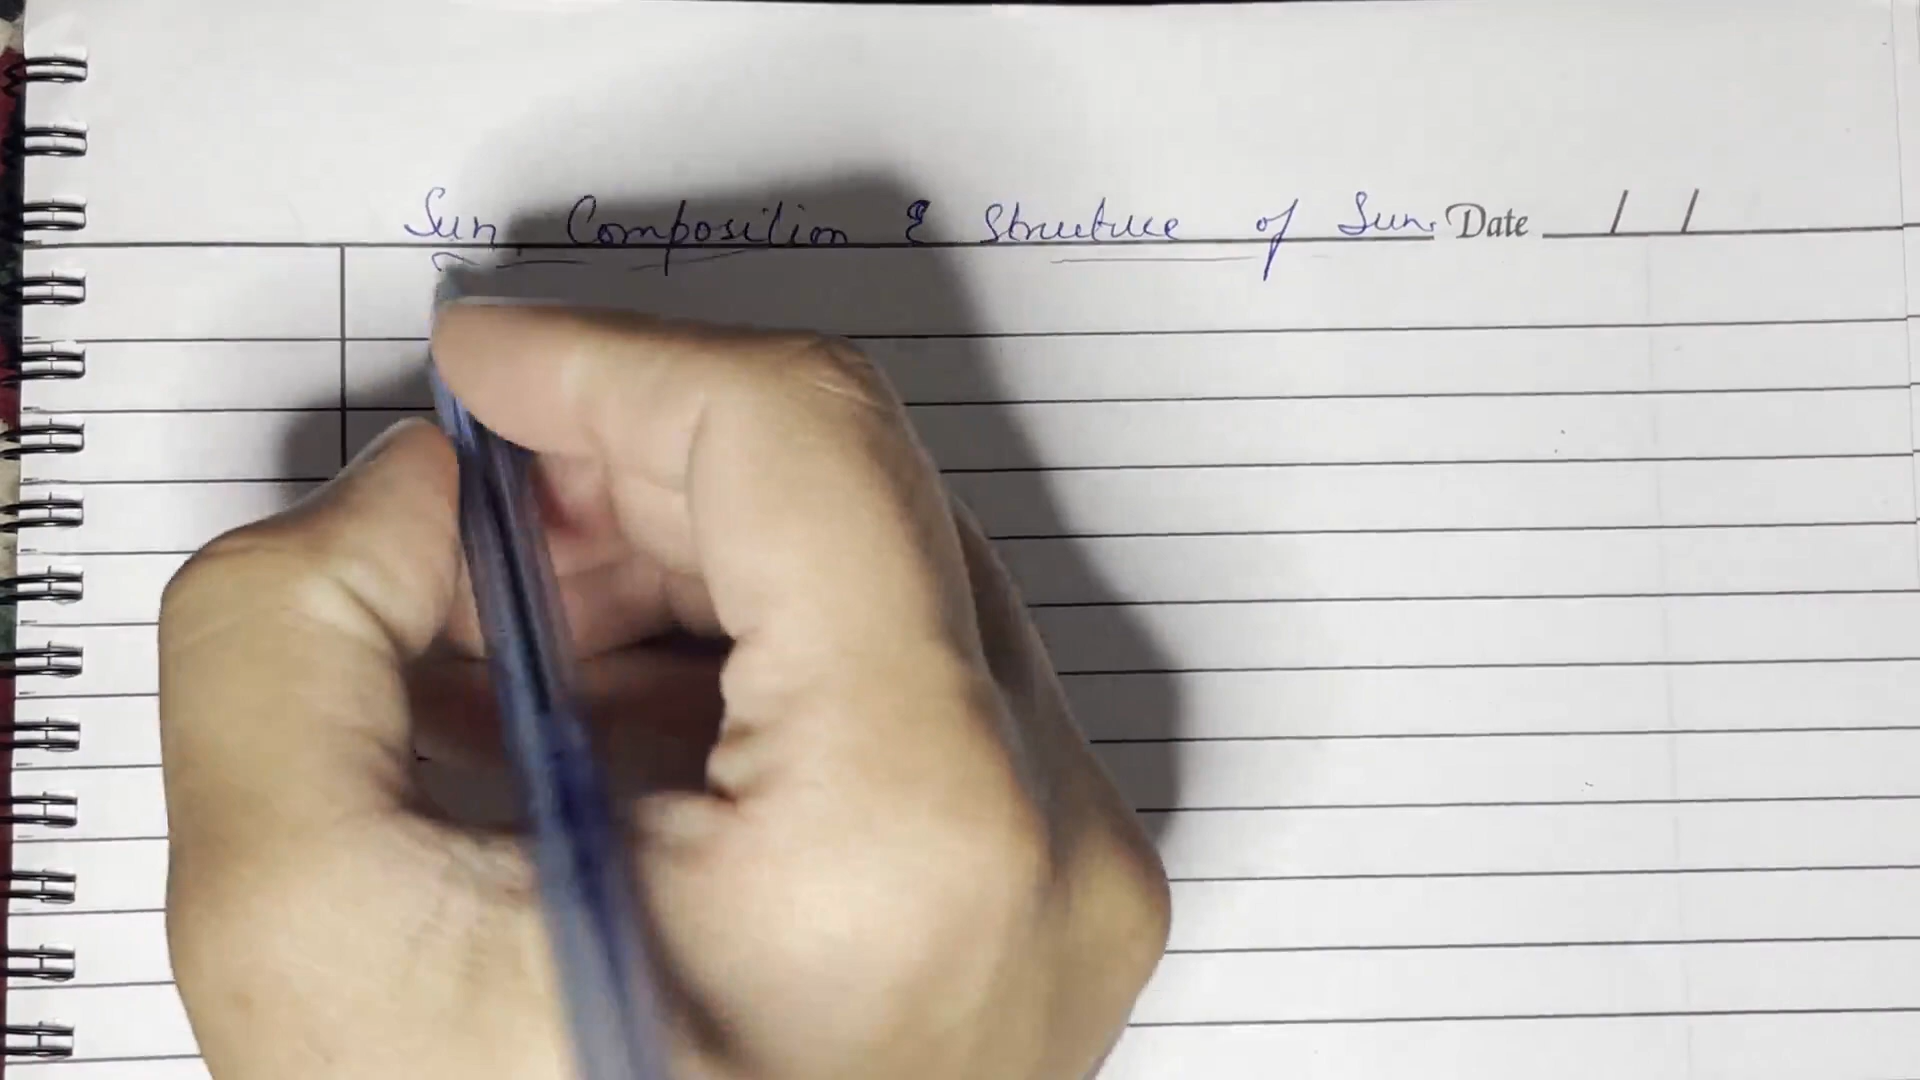 Sun, Composition & Structure of Sun. Date / /